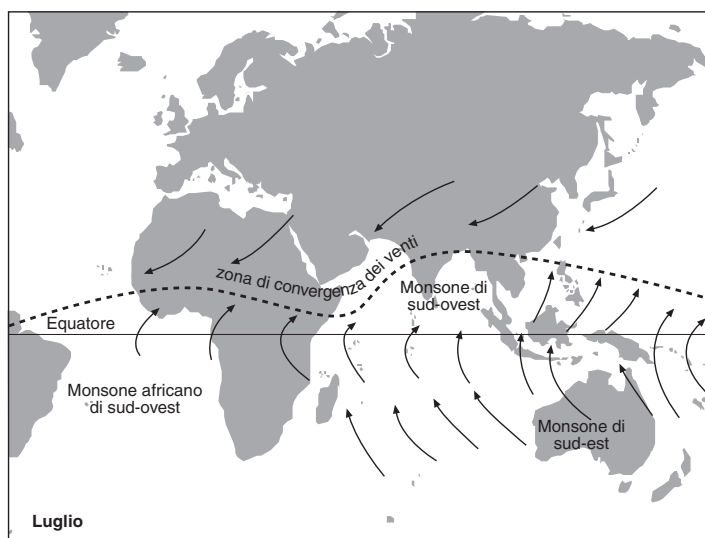 zona di convergenza dei venti
Monsone di
sud-ovest
Equatore
Monsone africano
di sud-ovest
Monsone di
sud-est
Luglio